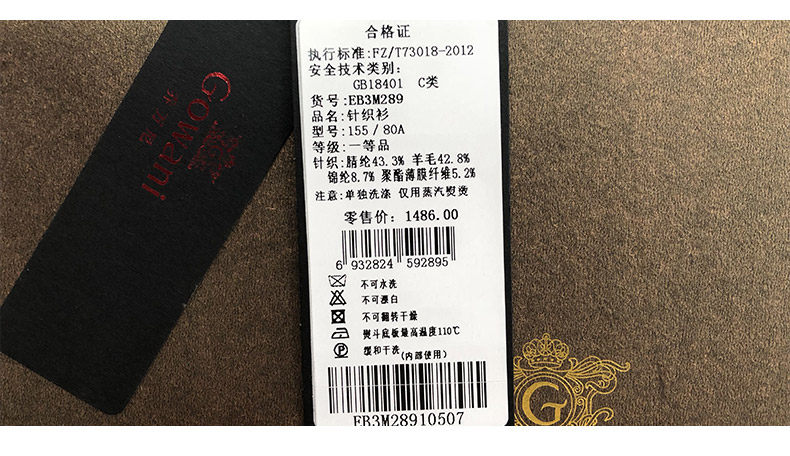 Gowani
合格证
执行标准:FZ/T73018-2012
安全技术类别:
GB18401 C类
货号:EB3M289
品名:针织衫
型号:155/80A
等级:一等品
针织:腈纶43.3% 羊毛42.8%
锦纶8.7% 聚酯薄膜纤维5.2%
注意:单独洗涤 仅用蒸汽熨烫
零售价: 1486.00
6 932824 592895
不可水洗
不可漂白
不可翻转干燥
熨斗底板最高温度110℃
P 缓和干洗(内部使用)
EB3M28910507
G